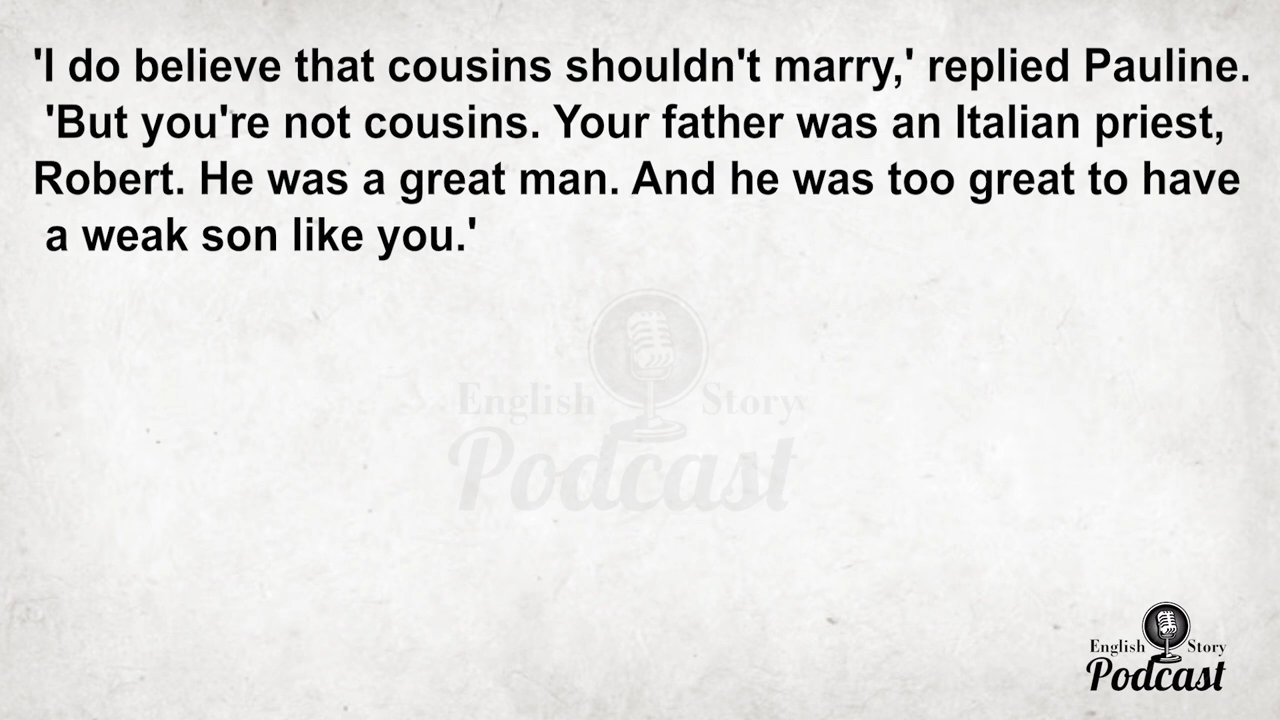 'I do believe that cousins shouldn't marry,' replied Pauline.
'But you're not cousins. Your father was an Italian priest,
Robert. He was a great man. And he was too great to have
a weak son like you.'
English Story
Podcast
English Story
Podcast